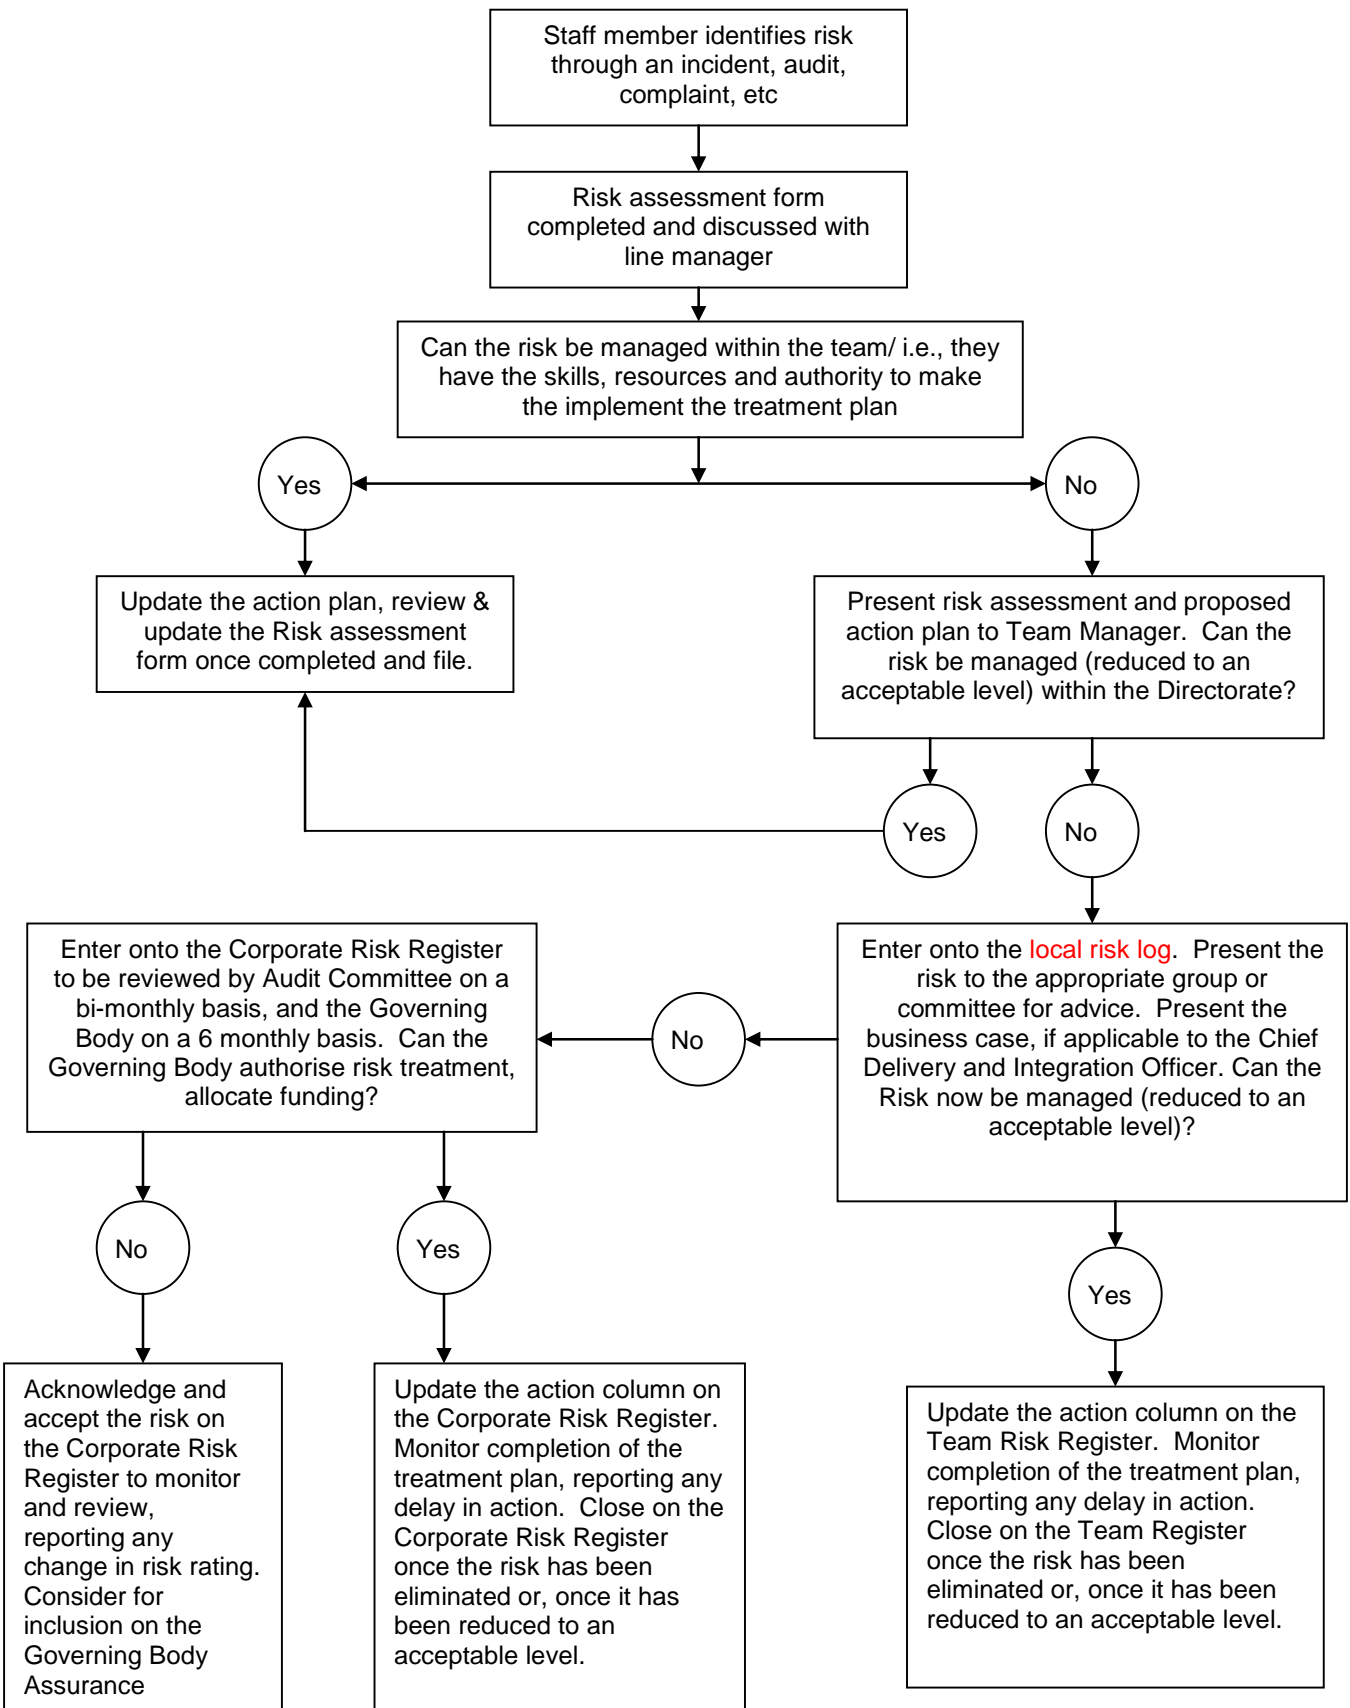 Staff member identifies risk
through an incident, audit,
complaint, etc
Risk assessment form
completed and discussed with
line manager
Can the risk be managed within the team/ i.e., they
have the skills, resources and authority to make
the implement the treatment plan
Yes
No
Update the action plan, review &
update the Risk assessment
form once completed and file.
Present risk assessment and proposed
action plan to Team Manager.  Can the
risk be managed (reduced to an
acceptable level) within the Directorate?
Yes
No
Enter onto the Corporate Risk Register
to be reviewed by Audit Committee on a
bi-monthly basis, and the Governing
Body on a 6 monthly basis.  Can the
Governing Body authorise risk treatment,
allocate funding?
No
Enter onto the local risk log.  Present the
risk to the appropriate group or
committee for advice.  Present the
business case, if applicable to the Chief
Delivery and Integration Officer. Can the
Risk now be managed (reduced to an
acceptable level)?
No
Yes
Yes
Acknowledge and
accept the risk on
the Corporate Risk
Register to monitor
and review,
reporting any
change in risk rating.
Consider for
inclusion on the
Governing Body
Assurance
Update the action column on
the Corporate Risk Register.
Monitor completion of the
treatment plan, reporting any
delay in action.  Close on the
Corporate Risk Register
once the risk has been
eliminated or, once it has
been reduced to an
acceptable level.
Update the action column on the
Team Risk Register.  Monitor
completion of the treatment plan,
reporting any delay in action.
Close on the Team Register
once the risk has been
eliminated or, once it has been
reduced to an acceptable level.